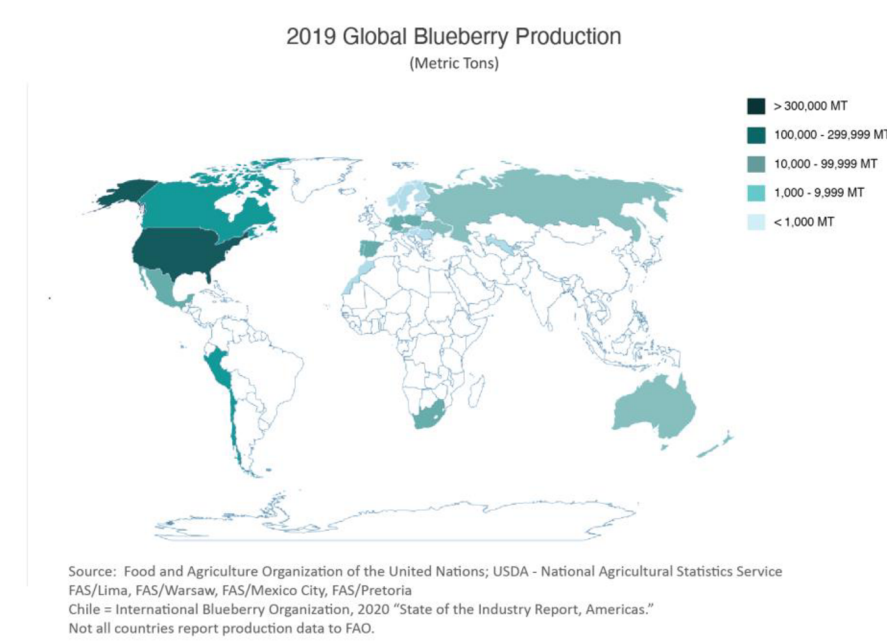 2019 Global Blueberry Production
(Metric Tons)
> 300,000 MT
100,000 - 299,999 MT
10,000 - 99,999 MT
1,000 - 9,999 MT
< 1,000 MT
Source: Food and Agriculture Organization of the United Nations; USDA - National Agricultural Statistics Service
FAS/Lima, FAS/Warsaw, FAS/Mexico City, FAS/Pretoria
Chile = International Blueberry Organization, 2020 “State of the Industry Report, Americas.”
Not all countries report production data to FAO.